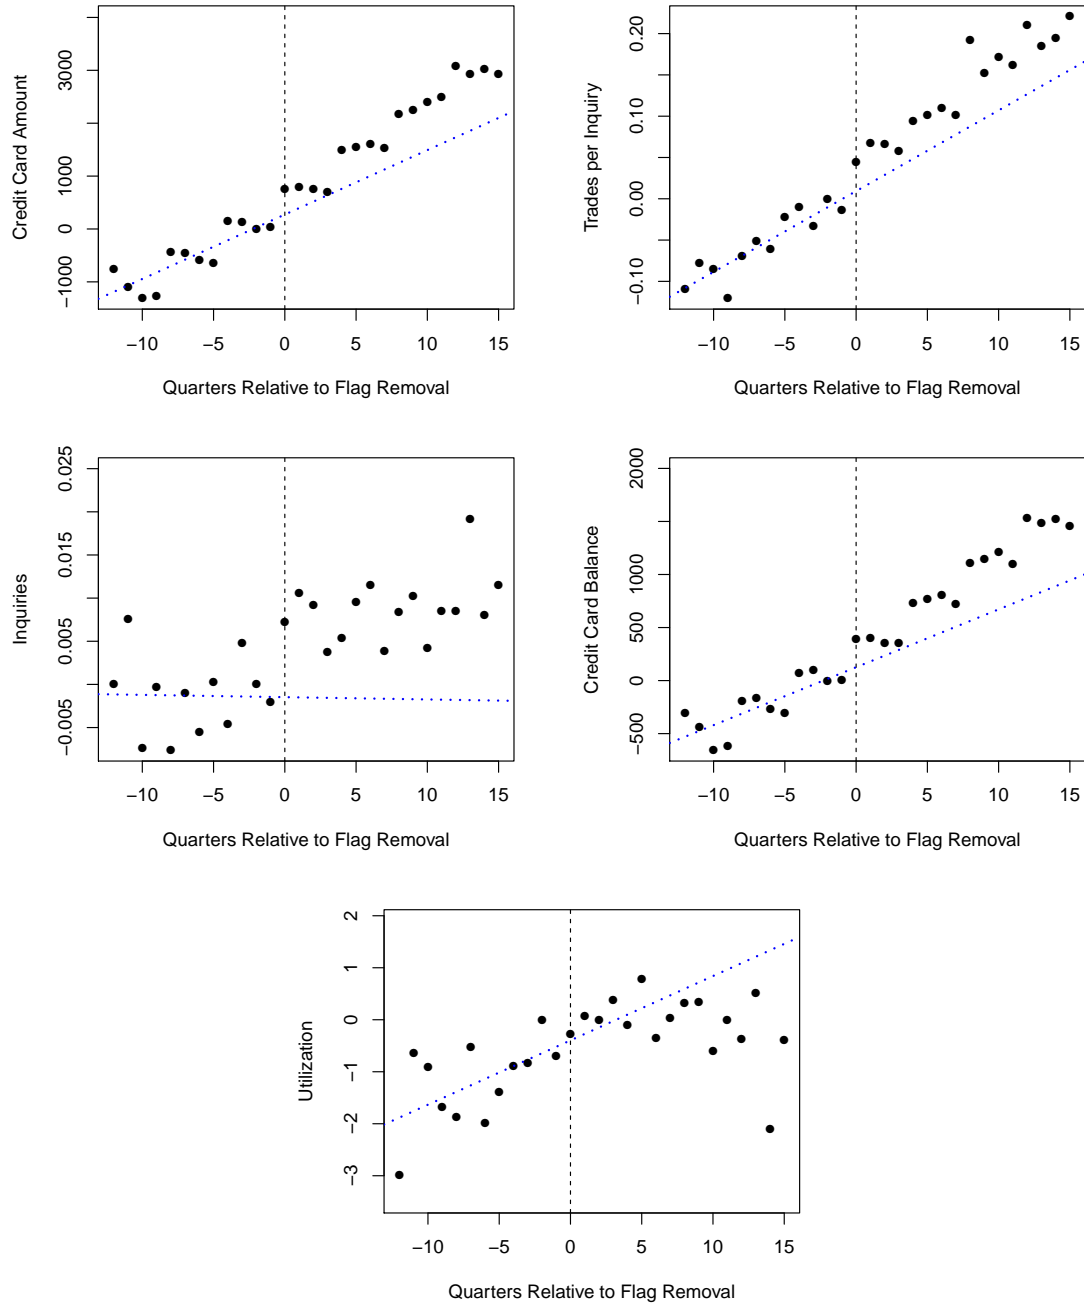 Credit Card Amount
3000
1000
0
−1000
−10 −5 0 5 10 15
Quarters Relative to Flag Removal
Trades per Inquiry
0.20
0.10
0.00
−0.10
−10 −5 0 5 10 15
Quarters Relative to Flag Removal
Inquiries
0.025
0.015
0.005
−0.005
−10 −5 0 5 10 15
Quarters Relative to Flag Removal
Credit Card Balance
2000
1000
500
0
−500
−10 −5 0 5 10 15
Quarters Relative to Flag Removal
Utilization
2
1
0
−1
−2
−3
−10 −5 0 5 10 15
Quarters Relative to Flag Removal